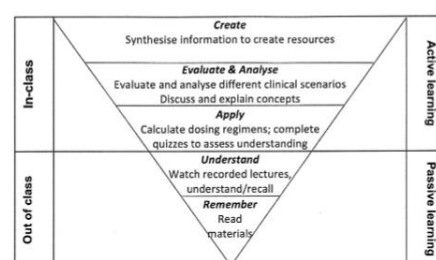 Create
Synthesise information to create resources
Evaluate & Analyse
Evaluate and analyse different clinical scenarios
Discuss and explain concepts
Apply
Calculate dosing regimens; complete
quizzes to assess understanding
Understand
Watch recorded lectures,
understand/recall
Remember
Read
materials
In-class
Out of class
Active learning
Passive learning